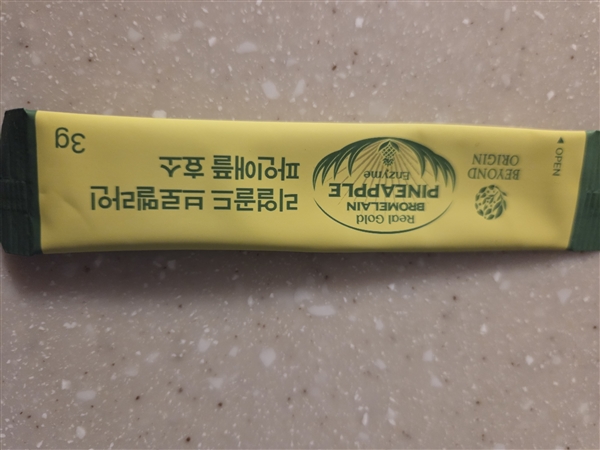 ◄ OPEN
BEYOND
ORIGIN
Real Gold
BROMELAIN
PINEAPPLE
Enzyme
리얼골드 브로멜라인
파인애플 효소
3g